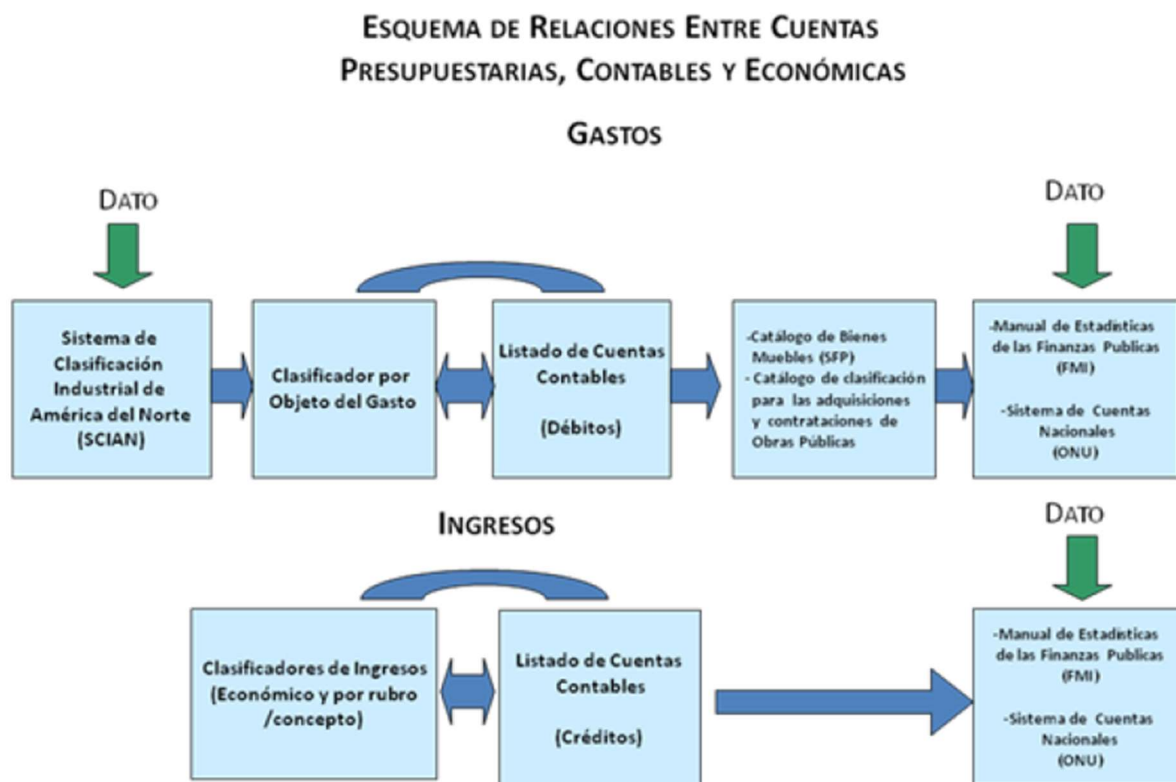 ESQUEMA DE RELACIONES ENTRE CUENTAS
PRESUPUESTARIAS, CONTABLES Y ECONÓMICAS
GASTOS
DATO
DATO
Sistema de
Clasificación
Industrial de
América del Norte
(SCIAN)
Clasificador por
Objeto del Gasto
Listado de Cuentas
Contables
(Débitos)
-Catálogo de Bienes
Muebles (SFP)
- Catálogo de clasificación
para las adquisiciones
y contrataciones de
Obras Públicas
-Manual de Estadísticas
de las Finanzas Publicas
(FMI)
-Sistema de Cuentas
Nacionales
(ONU)
INGRESOS
DATO
Clasificadores de Ingresos
(Económico y por rubro
/concepto)
Listado de Cuentas
Contables
(Créditos)
-Manual de Estadísticas
de las Finanzas Publicas
(FMI)
-Sistema de Cuentas
Nacionales
(ONU)